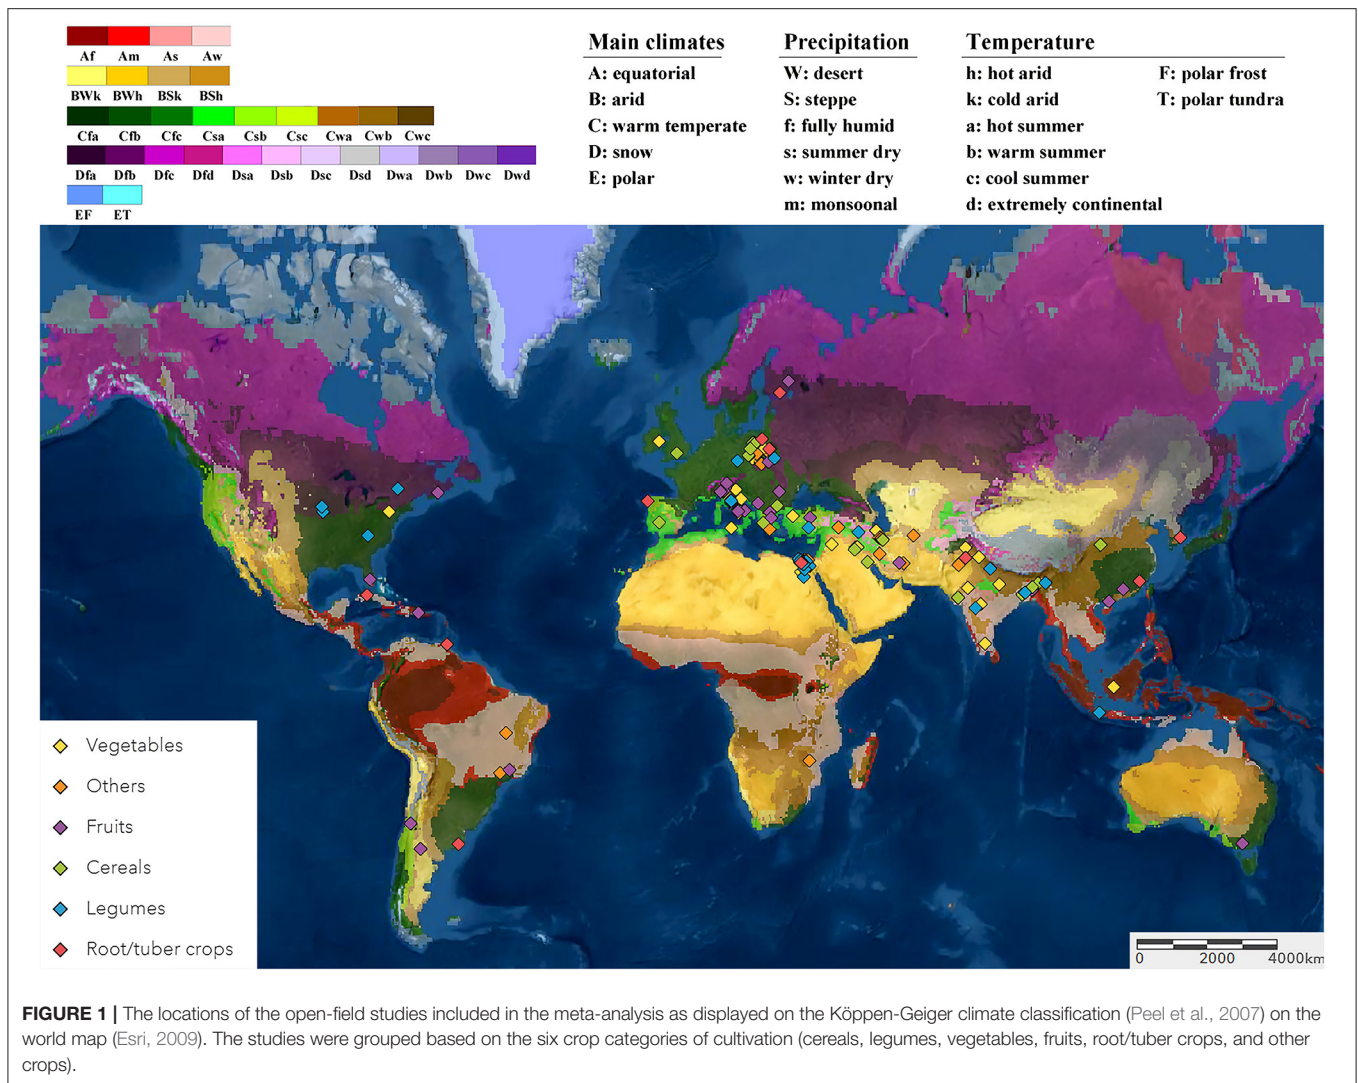 Af Am As Aw
BWk BWh BSk BSh
Cfa Cfb Cfc Csa Csb Csc Cwa Cwb Cwc
Dfa Dfb Dfc Dfd Dsa Dsb Dsc Dsd Dwa Dwb Dwc Dwd
EF ET
Main climates
A: equatorial
B: arid
C: warm temperate
D: snow
E: polar
Precipitation
W: desert
S: steppe
f: fully humid
s: summer dry
w: winter dry
m: monsoonal
Temperature
h: hot arid
k: cold arid
a: hot summer
b: warm summer
c: cool summer
d: extremely continental
F: polar frost
T: polar tundra
Vegetables
Others
Fruits
Cereals
Legumes
Root/tuber crops
0 2000 4000km
FIGURE 1 | The locations of the open-field studies included in the meta-analysis as displayed on the Köppen-Geiger climate classification (Peel et al., 2007) on the
world map (Esri, 2009). The studies were grouped based on the six crop categories of cultivation (cereals, legumes, vegetables, fruits, root/tuber crops, and other
crops).